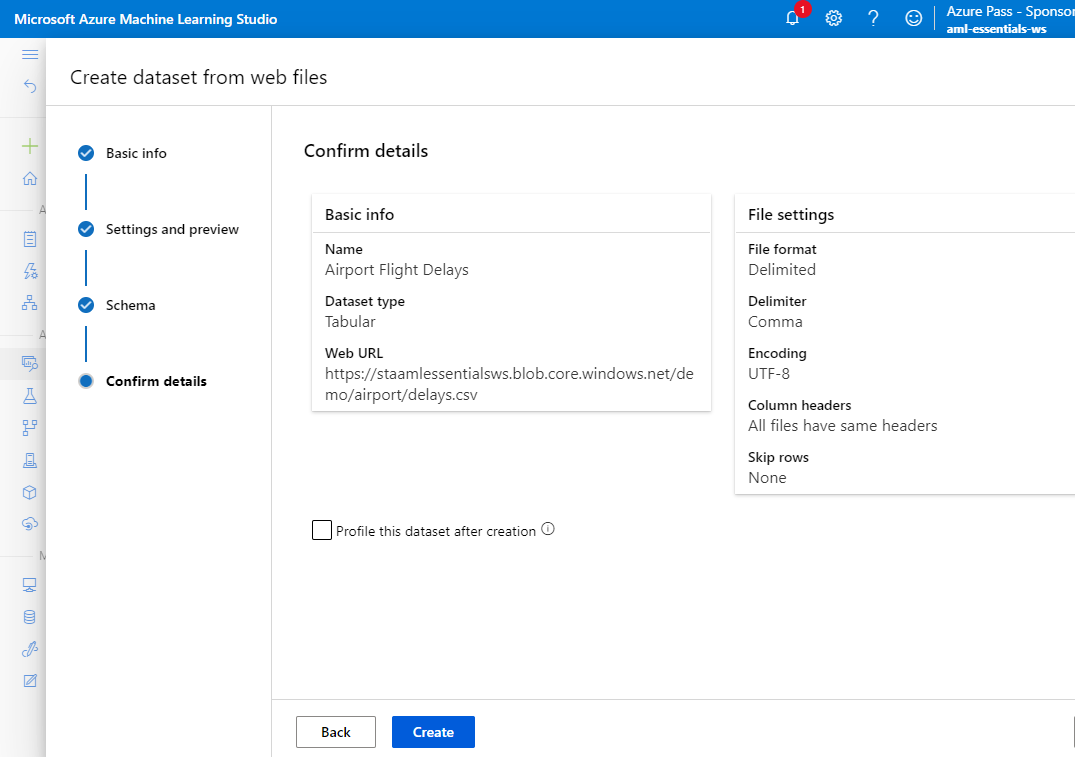 Microsoft Azure Machine Learning Studio
1
Azure Pass - Sponsor
aml-essentials-ws
Create dataset from web files
A
A
M
Basic info
Settings and preview
Schema
Confirm details
Confirm details
Basic info
Name
Airport Flight Delays
Dataset type
Tabular
Web URL
https://staamlessentialsws.blob.core.windows.net/de
mo/airport/delays.csv
File settings
File format
Delimited
Delimiter
Comma
Encoding
UTF-8
Column headers
All files have same headers
Skip rows
None
Profile this dataset after creation
Back
Create